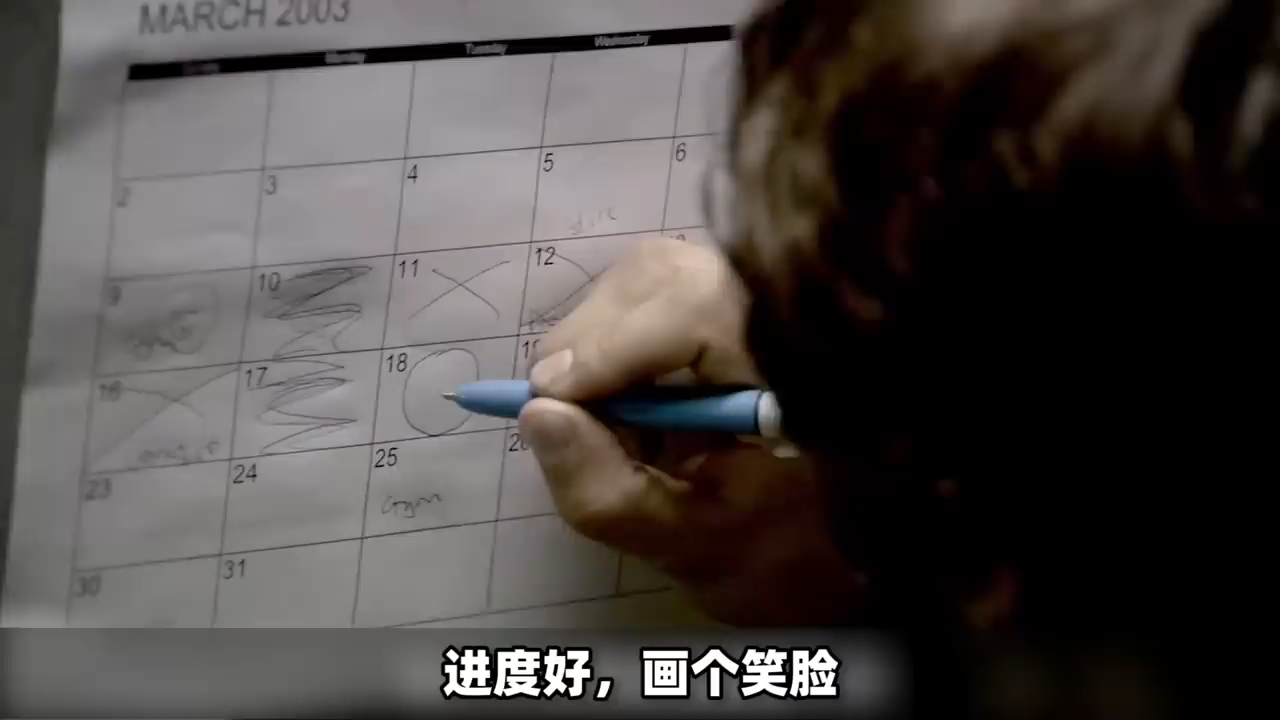 MARCH 2003
Monday Tuesday Wednesday
2 3 4 5 6
9 10 11 12
16 17 18
23 24 25
Gym
30 31
进度好，画个笑脸